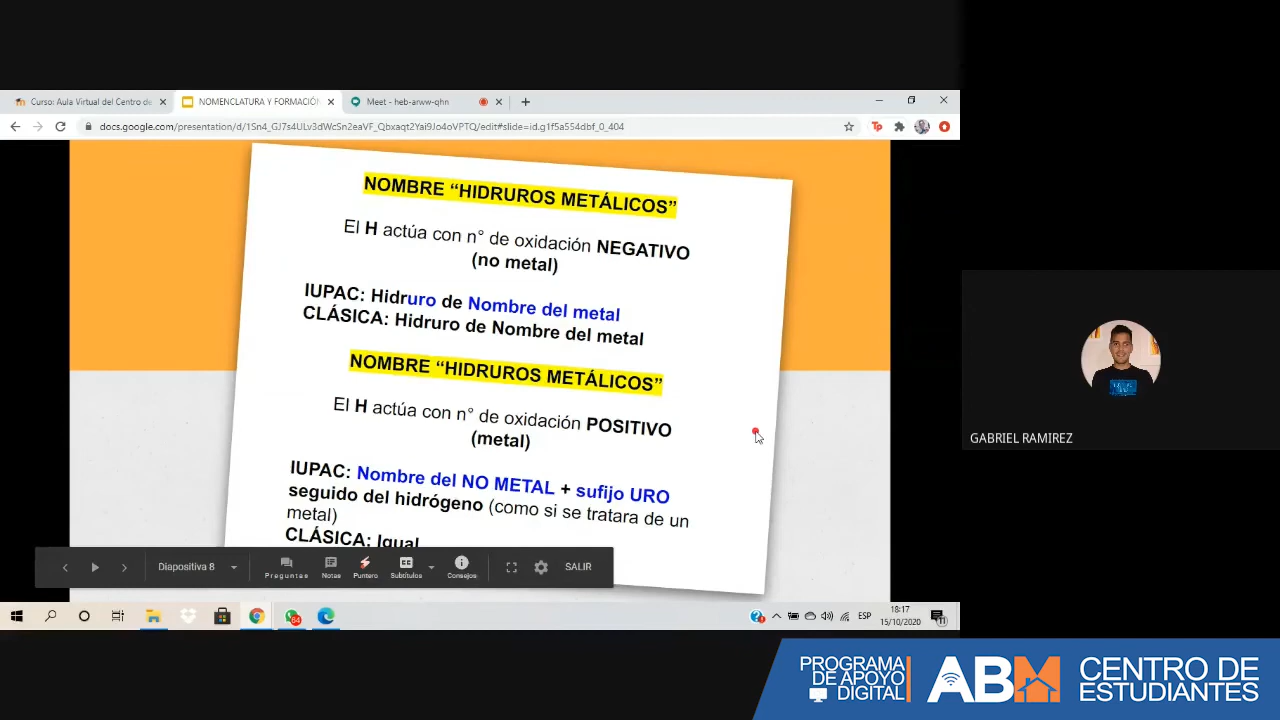 Curso: Aula Virtual del Centro de
NOMENCLATURA Y FORMACIÓN
Meet - heb-arww-qhn
docs.google.com/presentation/d/1Sn4_GJ7s4ULv3dWcSn2eaVF_Qbxaqt2Yai9Jo4oVPTQ/edit#slide=id.g1f5a554dbf_0_404
NOMBRE “HIDRUROS METÁLICOS”
El H actúa con n° de oxidación NEGATIVO
(no metal)
IUPAC: Hidruro de Nombre del metal
CLÁSICA: Hidruro de Nombre del metal
NOMBRE “HIDRUROS METÁLICOS”
El H actúa con n° de oxidación POSITIVO
(metal)
IUPAC: Nombre del NO METAL + sufijo URO
seguido del hidrógeno (como si se tratara de un
metal)
CLÁSICA: Igual
Diapositiva 8
Preguntas
Notas
Puntero
Subtítulos
Consejos
SALIR
64
ESP
18:17
15/10/2020
GABRIEL RAMIREZ
PROGRAMA
DE APOYO
DIGITAL
ABM
CENTRO DE
ESTUDIANTES